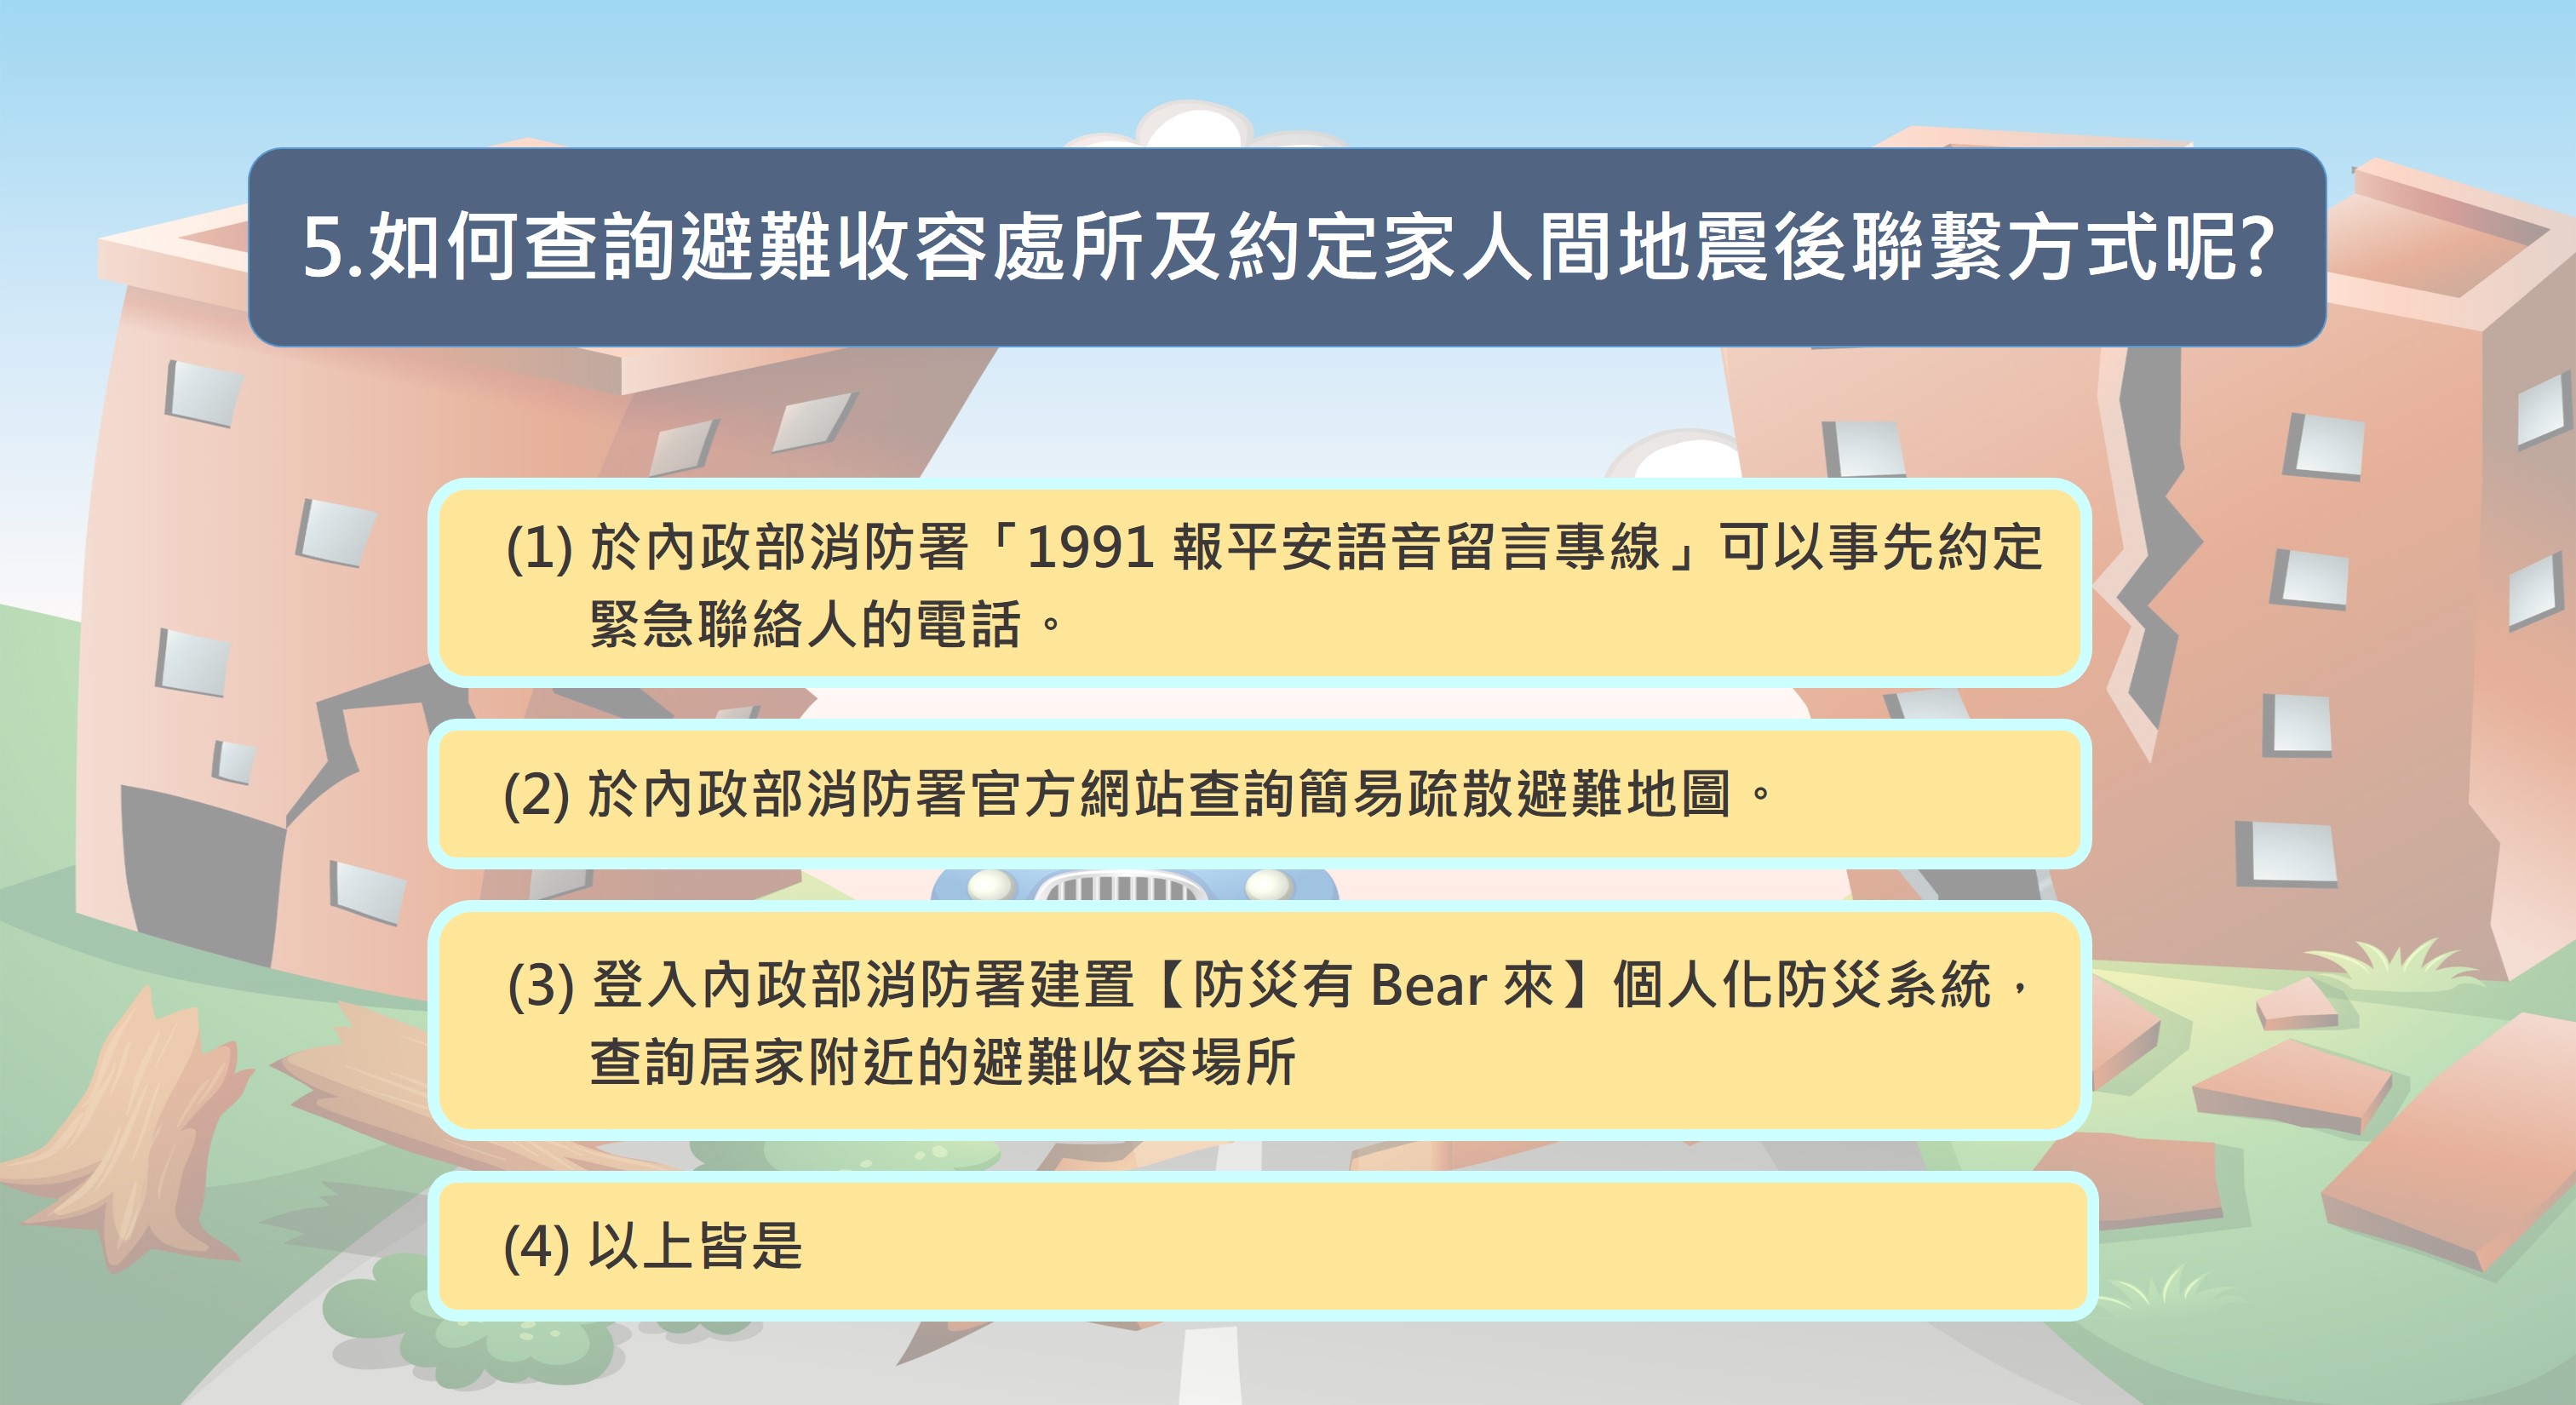 5.如何查詢避難收容處所及約定家人間地震後聯繫方式呢?
(1) 於內政部消防署「1991 報平安語音留言專線」可以事先約定
緊急聯絡人的電話。
(2) 於內政部消防署官方網站查詢簡易疏散避難地圖。
(3) 登入內政部消防署建置【防災有 Bear 來】個人化防災系統，
查詢居家附近的避難收容場所
(4) 以上皆是